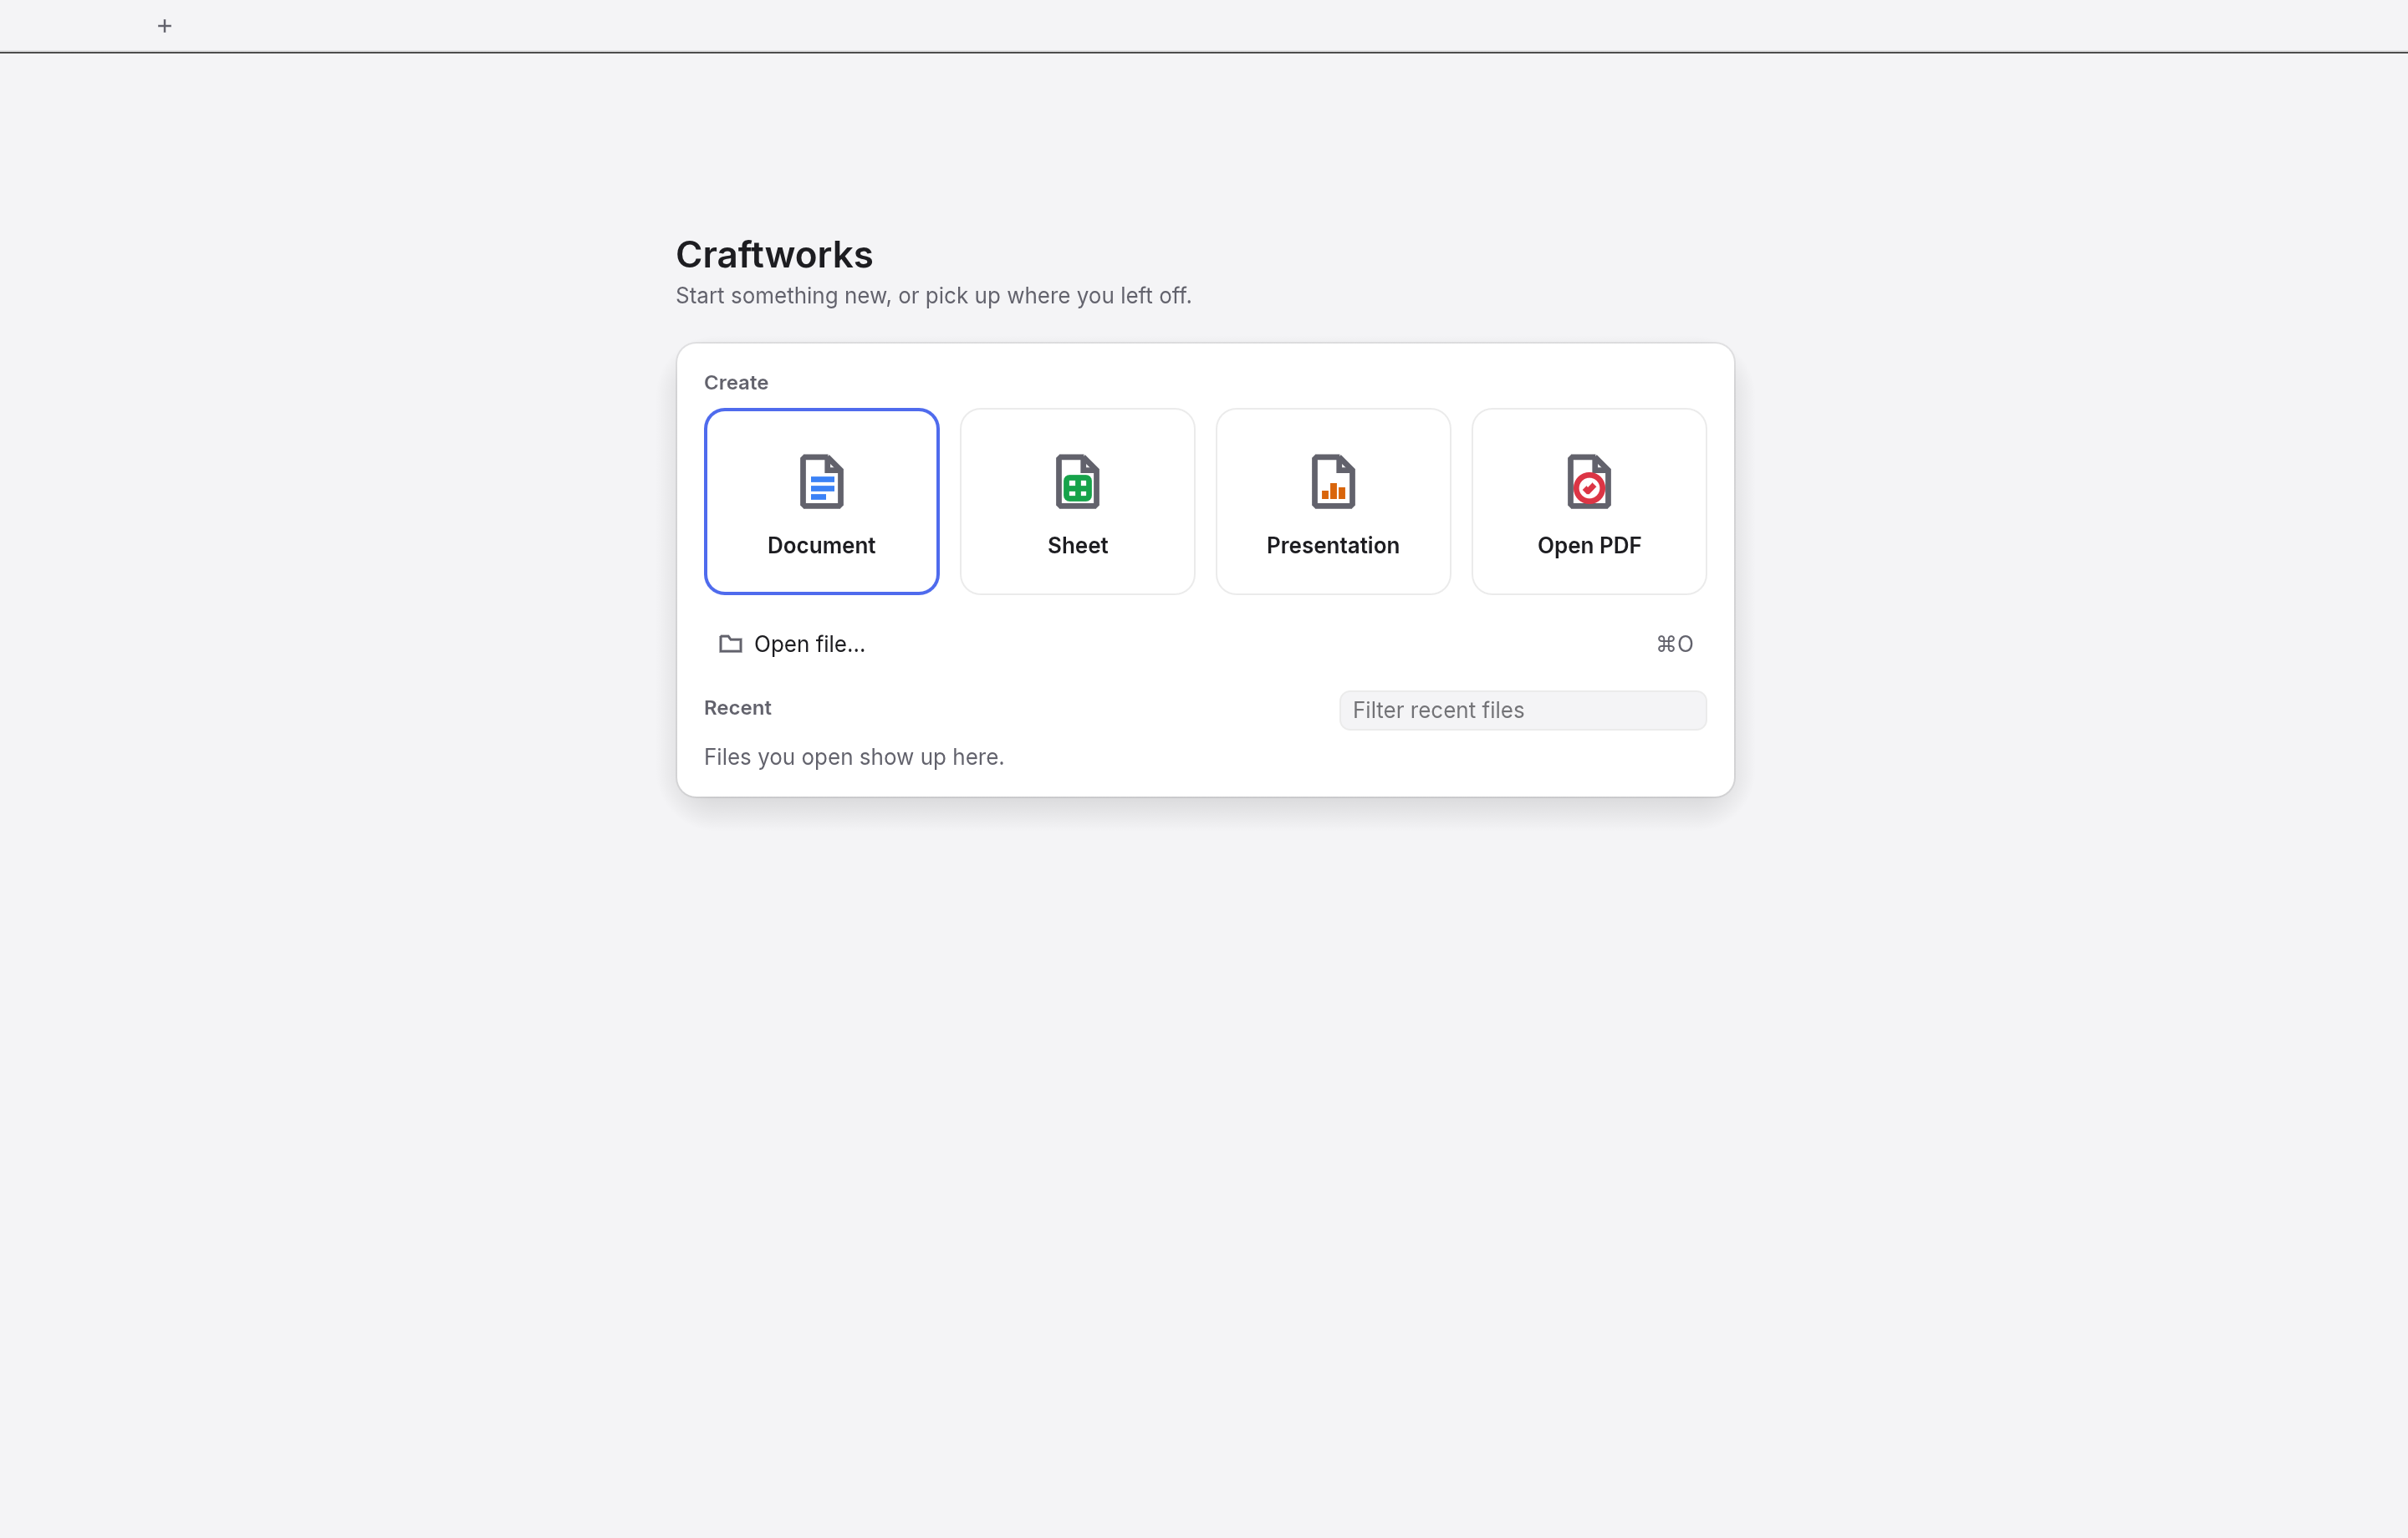 +
Craftworks
Start something new, or pick up where you left off.
Create
Document
Sheet
Presentation
Open PDF
Open file... ⌘O
Recent
Filter recent files
Files you open show up here.